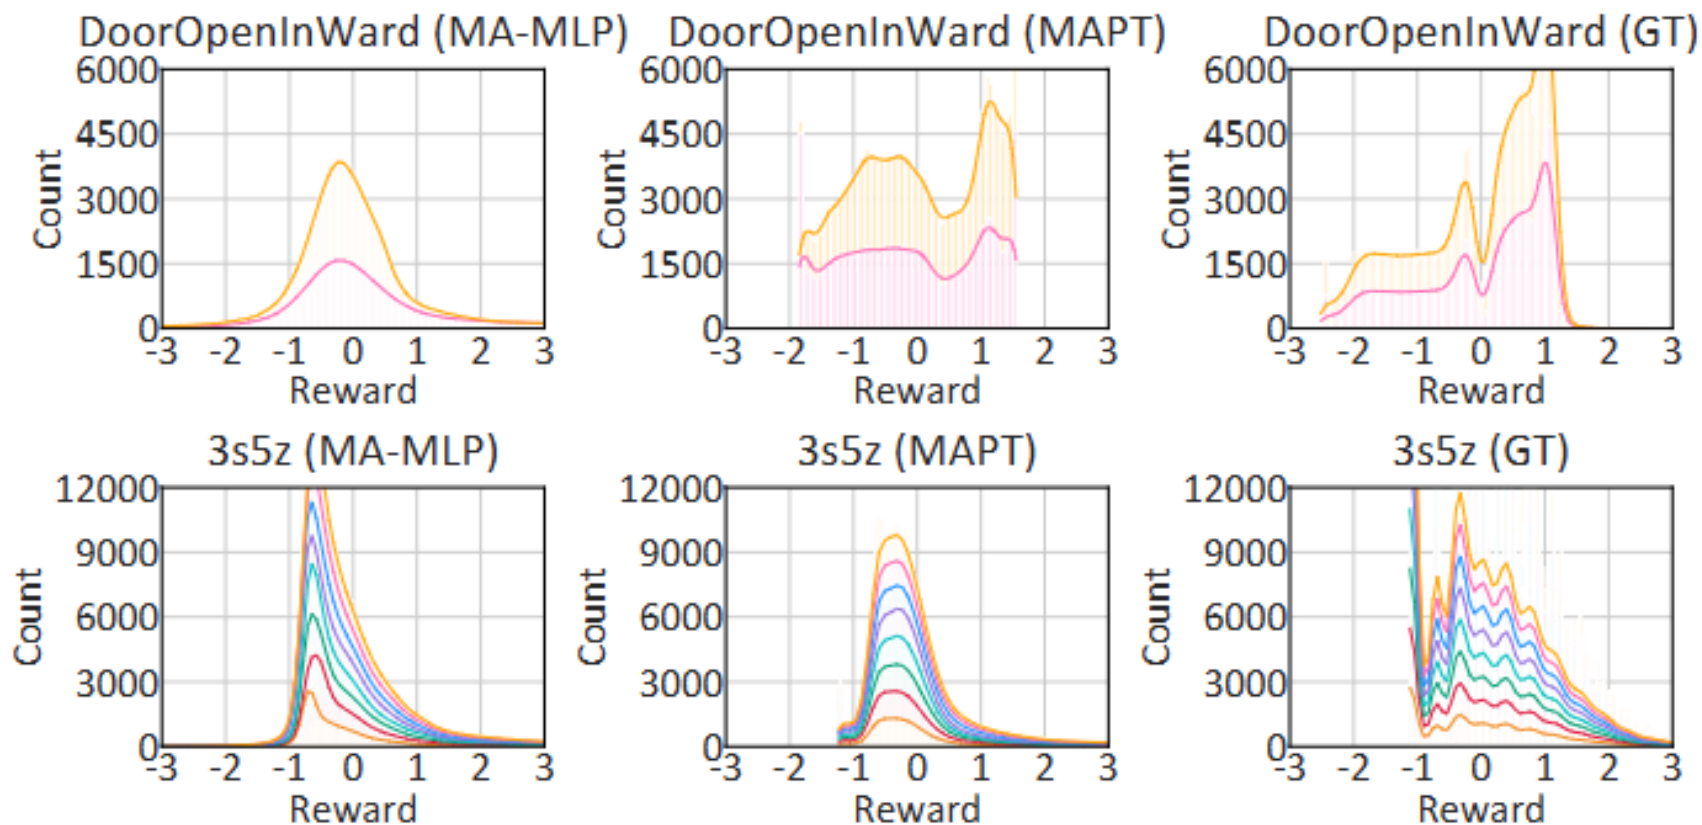 DoorOpenInWard (MA-MLP)
6000
4500
3000
1500
0
Count
-3 -2 -1 0 1 2 3
Reward
DoorOpenInWard (MAPT)
6000
4500
3000
1500
0
Count
-3 -2 -1 0 1 2 3
Reward
DoorOpenInWard (GT)
6000
4500
3000
1500
0
Count
-3 -2 -1 0 1 2 3
Reward
3s5z (MA-MLP)
12000
9000
6000
3000
0
Count
-3 -2 -1 0 1 2 3
Reward
3s5z (MAPT)
12000
9000
6000
3000
0
Count
-3 -2 -1 0 1 2 3
Reward
3s5z (GT)
12000
9000
6000
3000
0
Count
-3 -2 -1 0 1 2 3
Reward